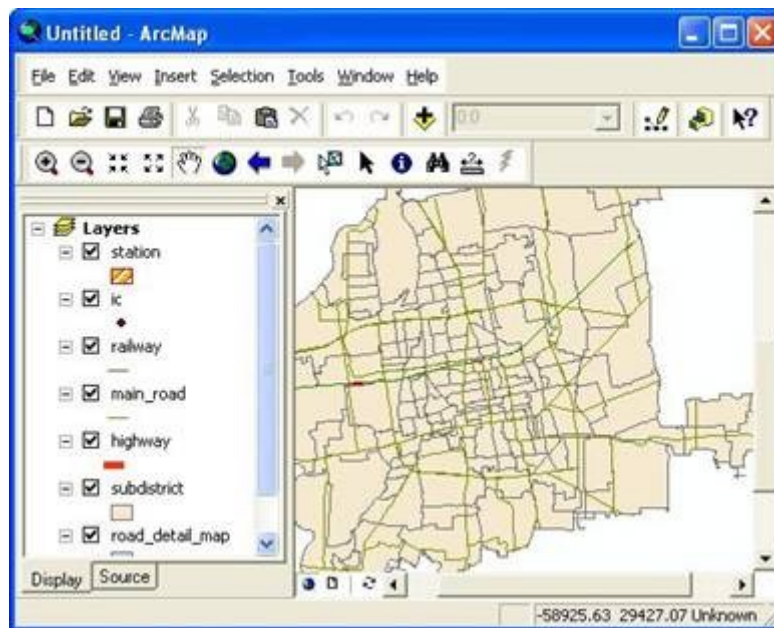 Untitled - ArcMap
File Edit View Insert Selection Tools Window Help
Layers
station
ic
railway
main_road
highway
subdistrict
road_detail_map
Display Source
-58925.63 29427.07 Unknown